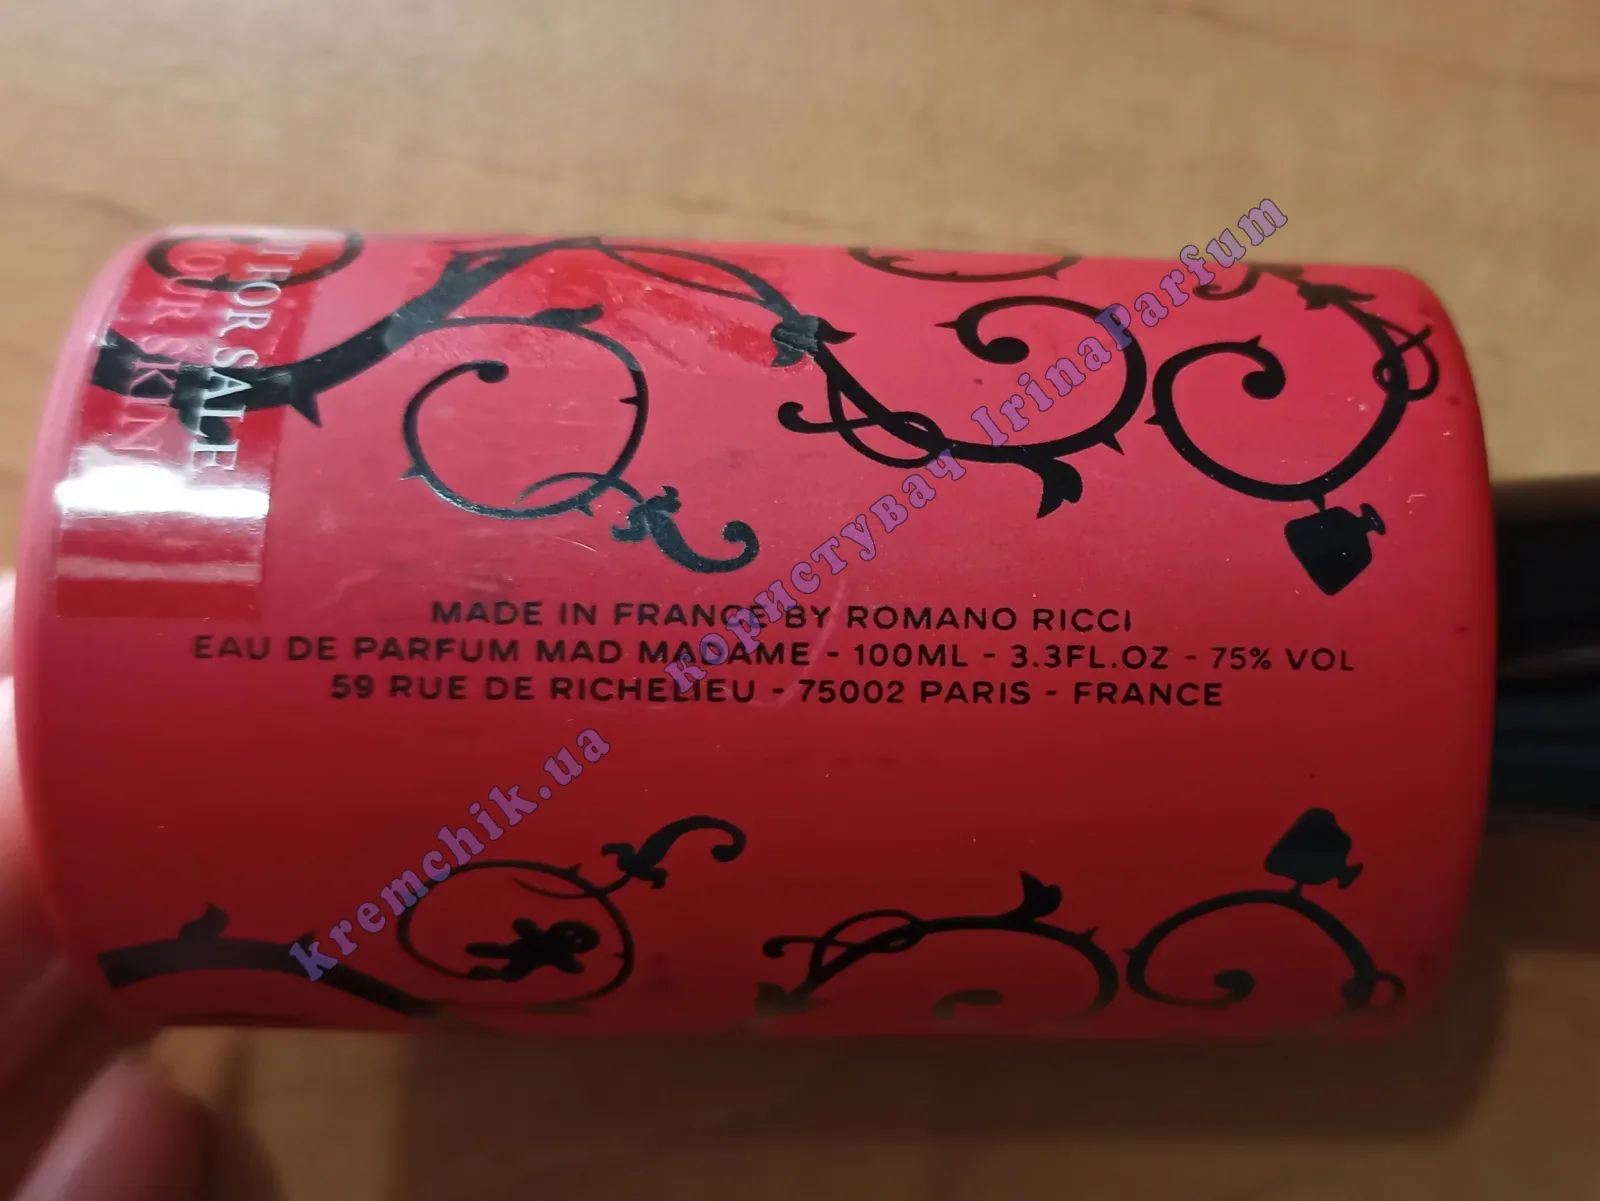 T FOR SALE
OUR SKIN
MADE IN FRANCE BY ROMANO RICCI
EAU DE PARFUM MAD MADAME - 100ML - 3.3FL.OZ - 75% VOL
59 RUE DE RICHELIEU - 75002 PARIS - FRANCE
kremchik.ua користувач IrinaParfum